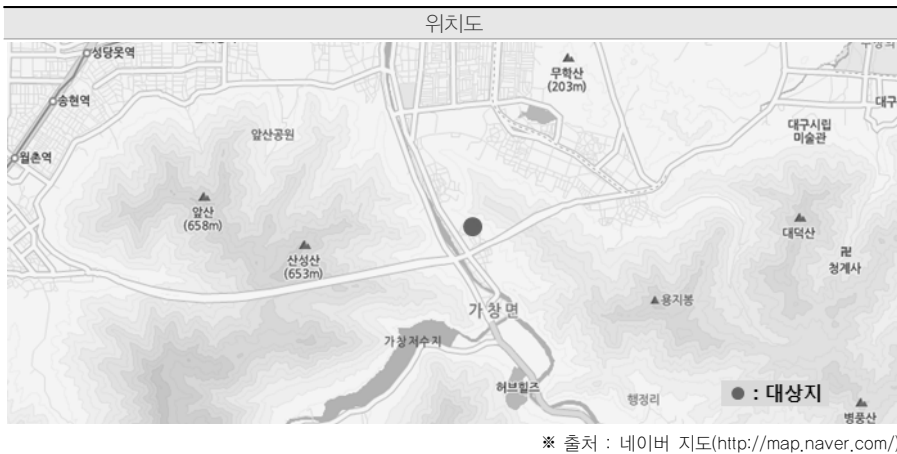 위치도
성당못역
무학산
(203m)
송현역
대구
앞산공원
대구시립
미술관
월촌역
앞산
(658m)
대덕산
산성산
(653m)
청계사
용지봉
가창면
가창저수지
허브힐즈
행정리
● : 대상지
병풍산
※ 출처 : 네이버 지도(http://map.naver.com/)